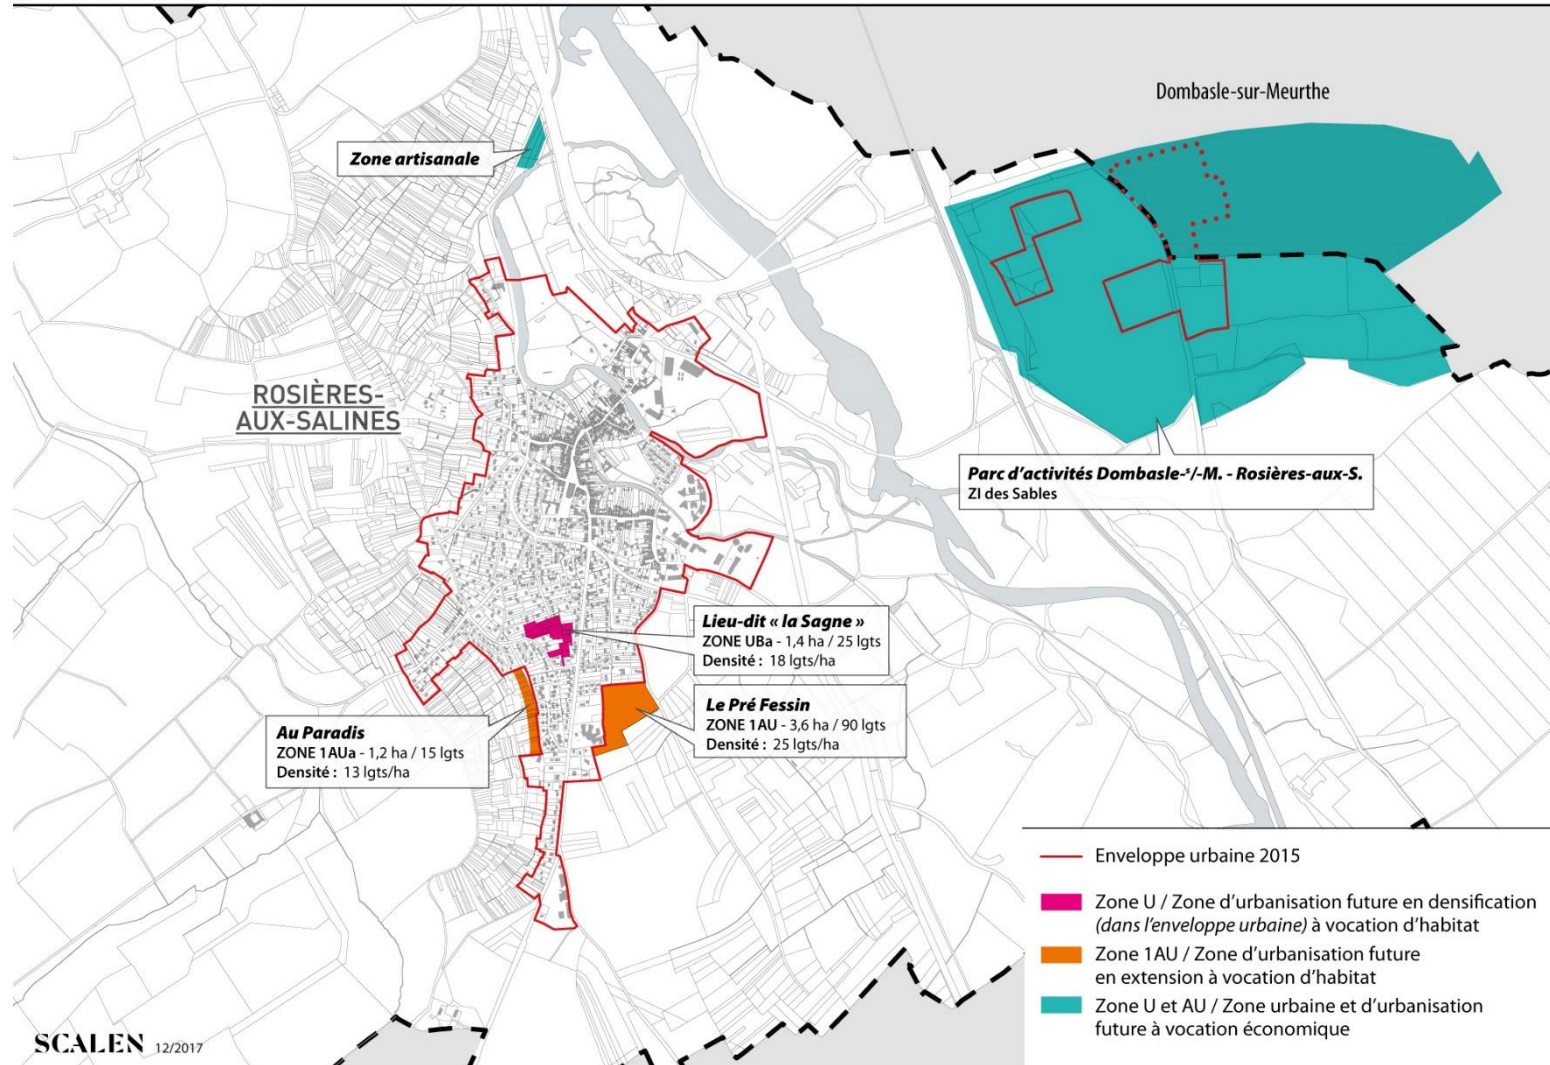 Dombasle-sur-Meurthe
Zone artisanale
ROSIÈRES-
AUX-SALINES
Parc d'activités Dombasle-ˢ/-M. - Rosières-aux-S.
ZI des Sables
Lieu-dit « la Sagne »
ZONE UBa - 1,4 ha / 25 lgts
Densité : 18 lgts/ha
Le Pré Fessin
ZONE 1AU - 3,6 ha / 90 lgts
Densité : 25 lgts/ha
Au Paradis
ZONE 1AUa - 1,2 ha / 15 lgts
Densité : 13 lgts/ha
Enveloppe urbaine 2015
Zone U / Zone d'urbanisation future en densification
(dans l'enveloppe urbaine) à vocation d'habitat
Zone 1AU / Zone d'urbanisation future
en extension à vocation d'habitat
Zone U et AU / Zone urbaine et d'urbanisation
future à vocation économique
SCALEN 12/2017